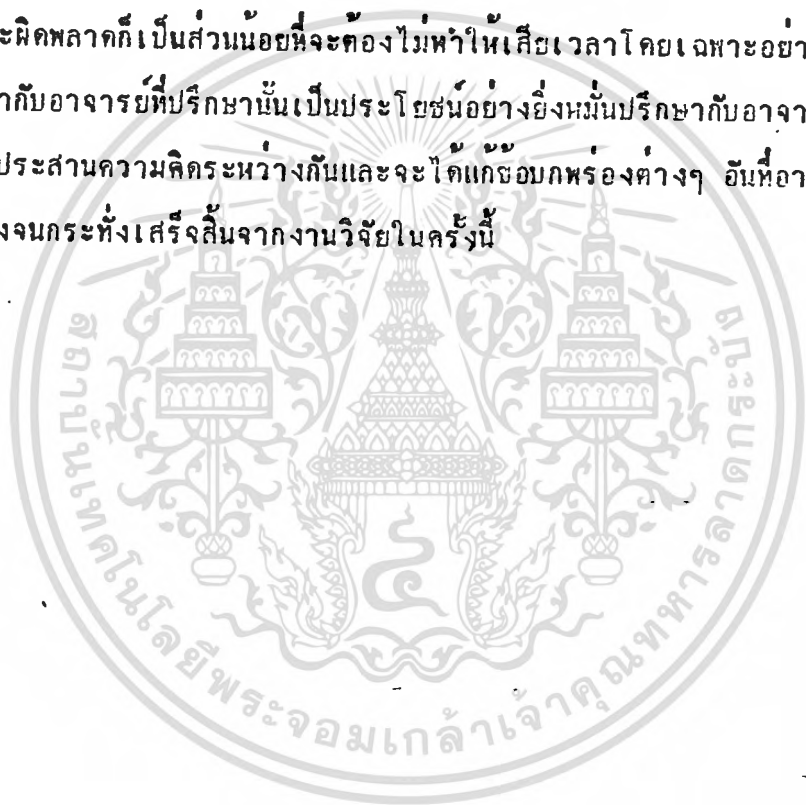 ะผิดพลาดก็เป็นส่วนน้อยที่จะต้องไม่ทำให้เสียเวลาโดยเฉพาะอย่า
ากับอาจารย์ที่ปรึกษานั้นเป็นประโยชน์อย่างยิ่งหมั่นปรึกษากับอาจา
ประสานความคิดระหว่างกันและจะได้แก้ข้อบกพร่องต่างๆ อันที่อา
งจนกระทั่งเสร็จสิ้นจากงานวิจัยในครั้งนี้
สถาบันเทคโนโลยีพระจอมเกล้าเจ้าคุณทหารลาดกระบัง
๔